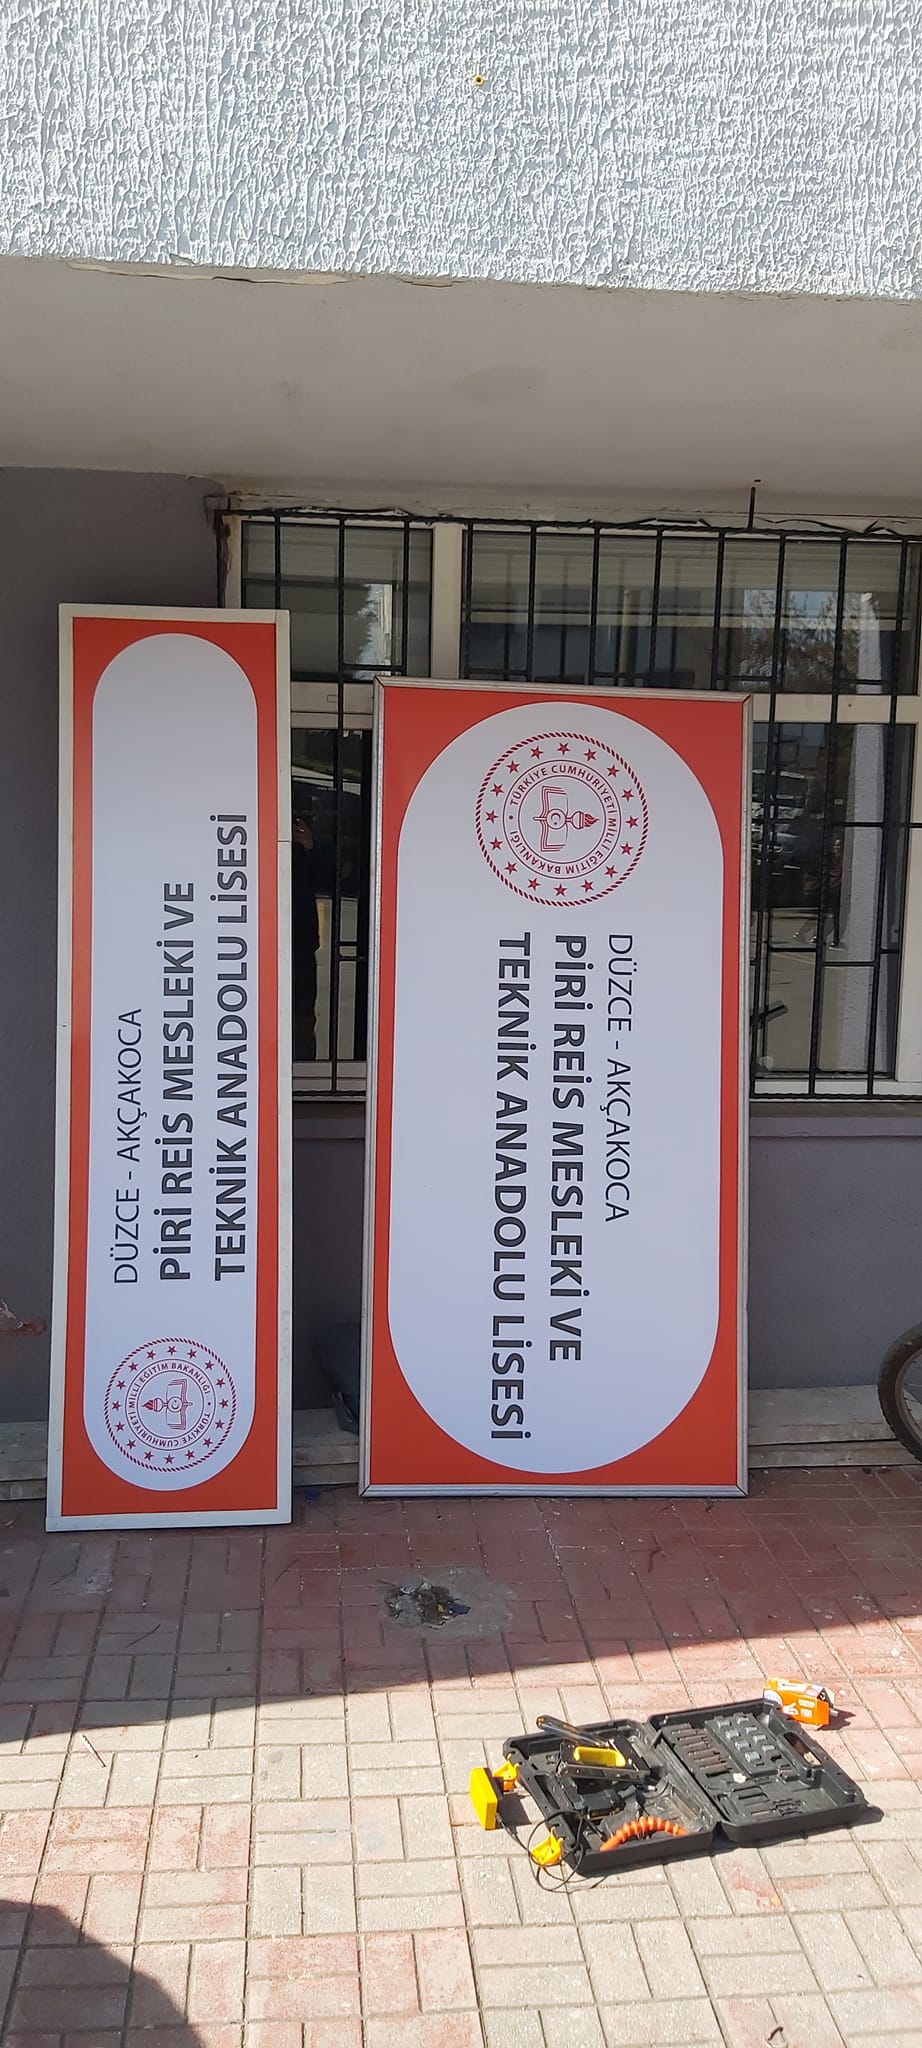 DÜZCE - AKÇAKOCA
PİRİ REİS MESLEKİ VE
TEKNİK ANADOLU LİSESİ
TÜRKİYE CUMHURİYETİ MİLLİ EĞİTİM BAKANLIĞI
TÜRKİYE CUMHURİYETİ MİLLİ EĞİTİM BAKANLIĞI
DÜZCE - AKÇAKOCA
PİRİ REİS MESLEKİ VE
TEKNİK ANADOLU LİSESİ